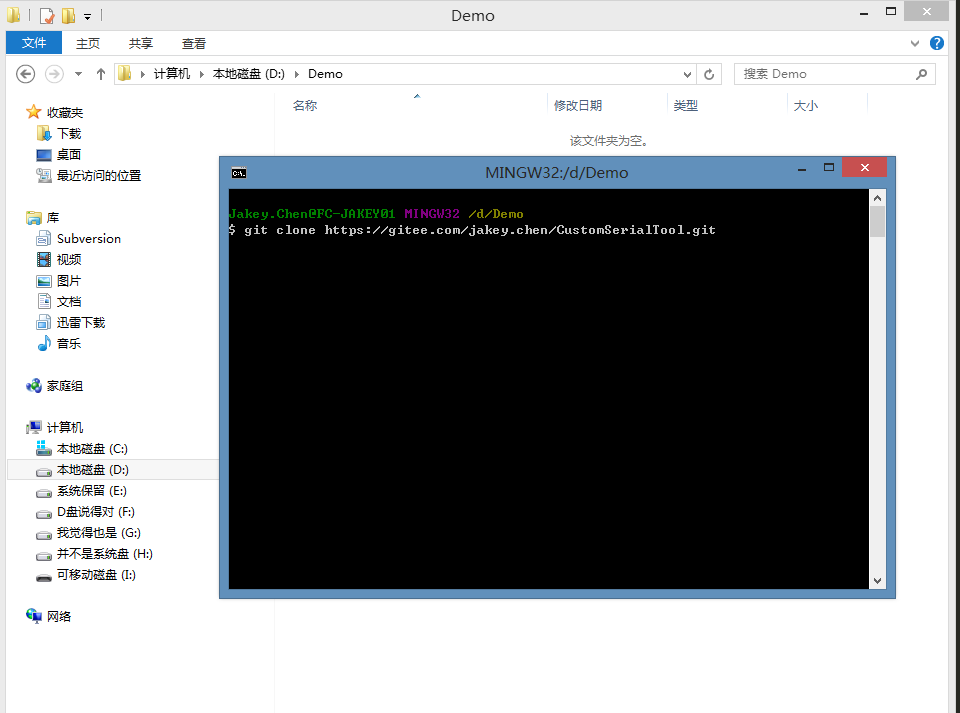 Demo
文件 主页 共享 查看
计算机 本地磁盘 (D:) Demo 搜索 Demo
名称 修改日期 类型 大小
该文件夹为空。
收藏夹
下载
桌面
最近访问的位置
库
Subversion
视频
图片
文档
迅雷下载
音乐
家庭组
计算机
本地磁盘 (C:)
本地磁盘 (D:)
系统保留 (E:)
D盘说得对 (F:)
我觉得也是 (G:)
并不是系统盘 (H:)
可移动磁盘 (I:)
网络
MINGW32:/d/Demo
Jakey.Chen@FC-JAKEY01 MINGW32 /d/Demo
$ git clone https://gitee.com/jakey.chen/CustomSerialTool.git